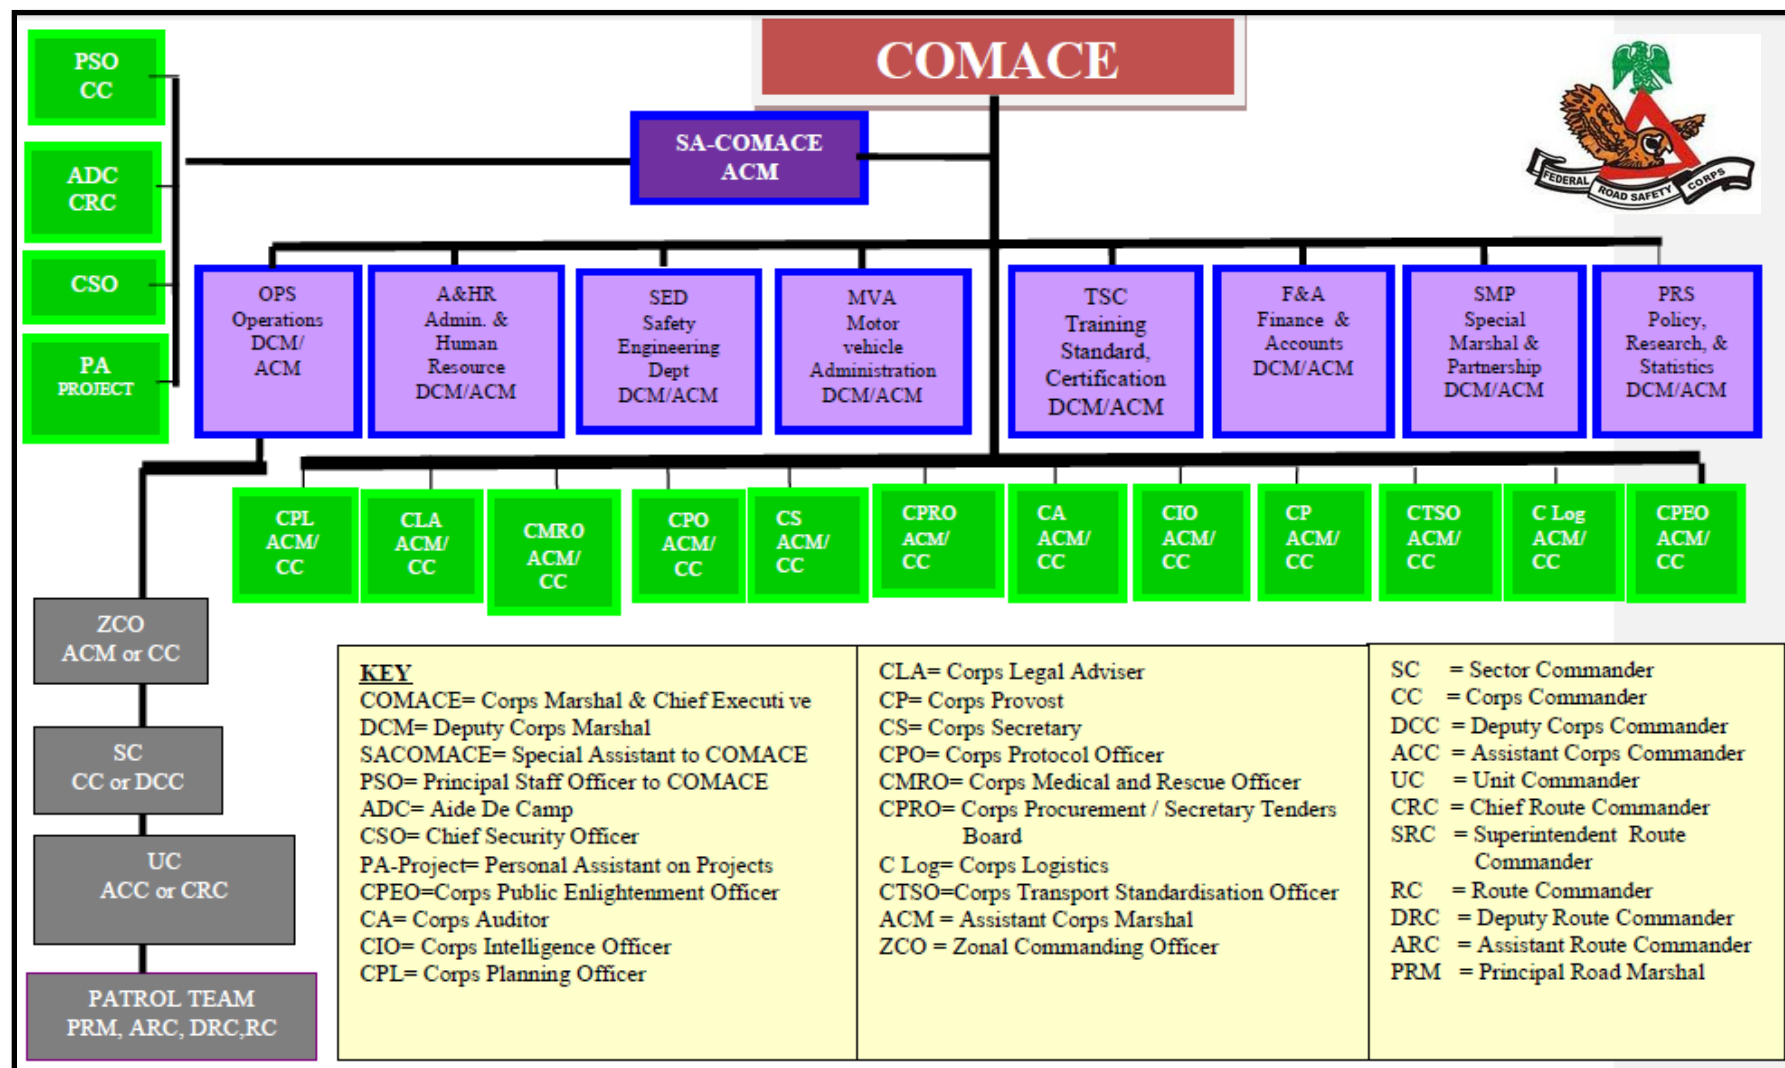 COMACE
PSO
CC
ADC
CRC
CSO
PA
PROJECT
SA-COMACE
ACM
FEDERAL ROAD SAFETY CORPS
OPS
Operations
DCM/
ACM
A&HR
Admin. &
Human
Resource
DCM/ACM
SED
Safety
Engineering
Dept
DCM/ACM
MVA
Motor
vehicle
Administration
DCM/ACM
TSC
Training
Standard,
Certification
DCM/ACM
F&A
Finance &
Accounts
DCM/ACM
SMP
Special
Marshal &
Partnership
DCM/ACM
PRS
Policy,
Research, &
Statistics
DCM/ACM
CPL
ACM/
CC
CLA
ACM/
CC
CMRO
ACM/
CC
CPO
ACM/
CC
CS
ACM/
CC
CPRO
ACM/
CC
CA
ACM/
CC
CIO
ACM/
CC
CP
ACM/
CC
CTSO
ACM/
CC
C Log
ACM/
CC
CPEO
ACM/
CC
ZCO
ACM or CC
SC
CC or DCC
UC
ACC or CRC
PATROL TEAM
PRM, ARC, DRC,RC
KEY
COMACE= Corps Marshal & Chief Executi ve
DCM= Deputy Corps Marshal
SACOMACE= Special Assistant to COMACE
PSO= Principal Staff Officer to COMACE
ADC= Aide De Camp
CSO= Chief Security Officer
PA-Project= Personal Assistant on Projects
CPEO=Corps Public Enlightenment Officer
CA= Corps Auditor
CIO= Corps Intelligence Officer
CPL= Corps Planning Officer
CLA= Corps Legal Adviser
CP= Corps Provost
CS= Corps Secretary
CPO= Corps Protocol Officer
CMRO= Corps Medical and Rescue Officer
CPRO= Corps Procurement / Secretary Tenders
Board
C Log= Corps Logistics
CTSO=Corps Transport Standardisation Officer
ACM = Assistant Corps Marshal
ZCO = Zonal Commanding Officer
SC = Sector Commander
CC = Corps Commander
DCC = Deputy Corps Commander
ACC = Assistant Corps Commander
UC = Unit Commander
CRC = Chief Route Commander
SRC = Superintendent Route
Commander
RC = Route Commander
DRC = Deputy Route Commander
ARC = Assistant Route Commander
PRM = Principal Road Marshal